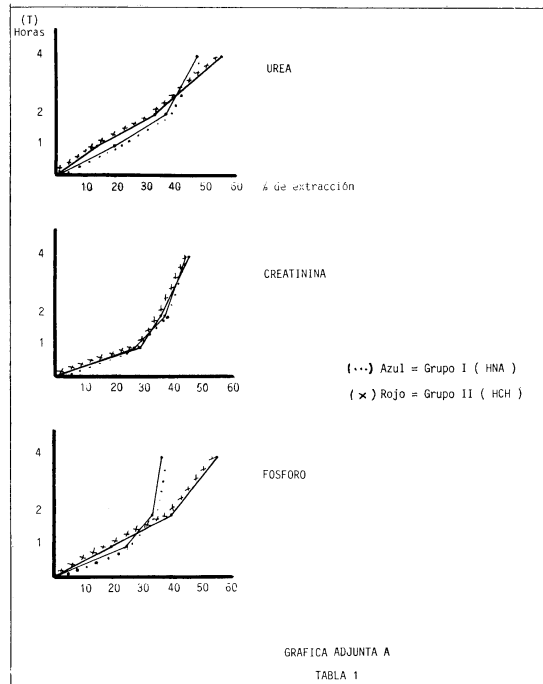 (T)
Horas
4
UREA
2
1
10 20 30 40 50 60 % de extracción
4
CREATININA
2
1
(...) Azul = Grupo I ( HNA )
(x) Rojo = Grupo II ( HCH )
10 20 30 40 50 60
4
FOSFORO
2
1
10 20 30 40 50 60
GRAFICA ADJUNTA A
TABLA 1